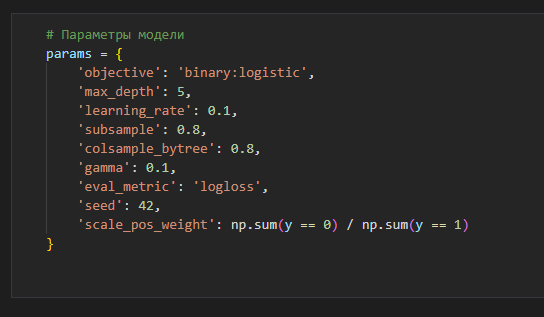 # Параметры модели
params = {
    'objective': 'binary:logistic',
    'max_depth': 5,
    'learning_rate': 0.1,
    'subsample': 0.8,
    'colsample_bytree': 0.8,
    'gamma': 0.1,
    'eval_metric': 'logloss',
    'seed': 42,
    'scale_pos_weight': np.sum(y == 0) / np.sum(y == 1)
}